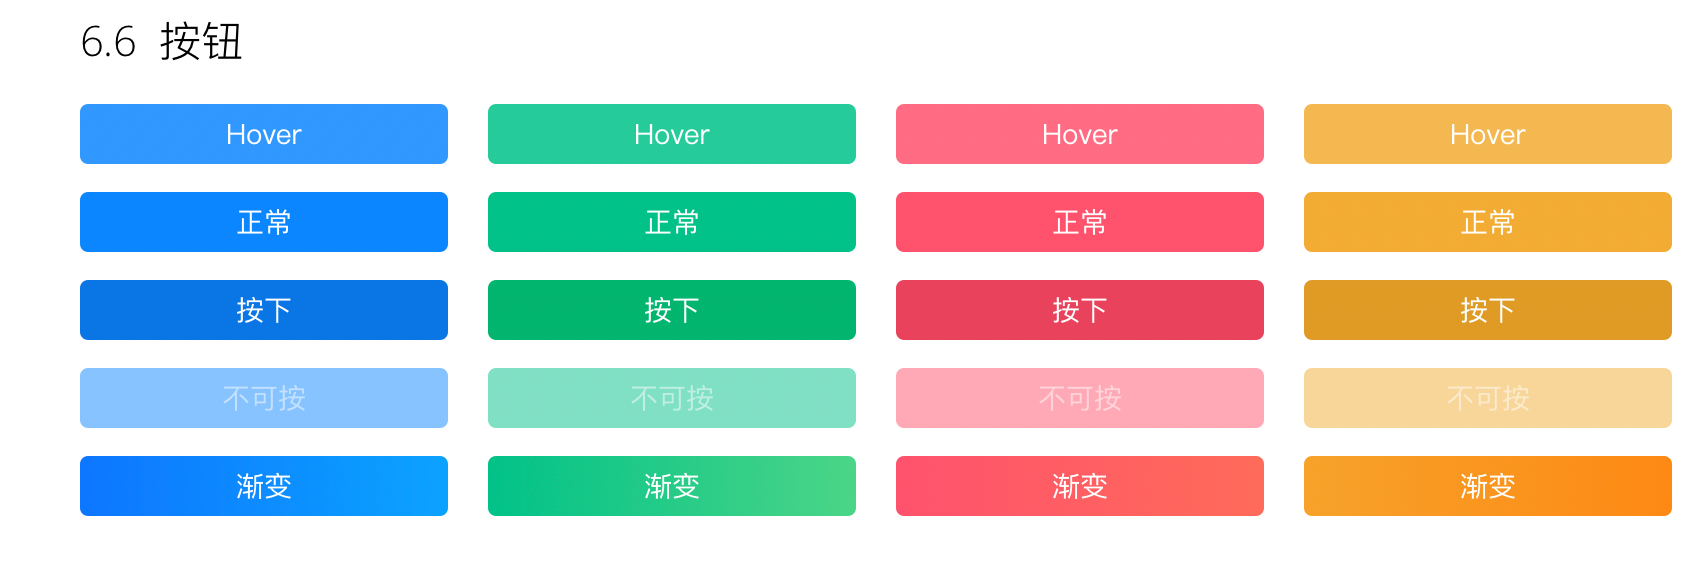 6.6 按钮
Hover Hover Hover Hover
正常 正常 正常 正常
按下 按下 按下 按下
不可按 不可按 不可按 不可按
渐变 渐变 渐变 渐变